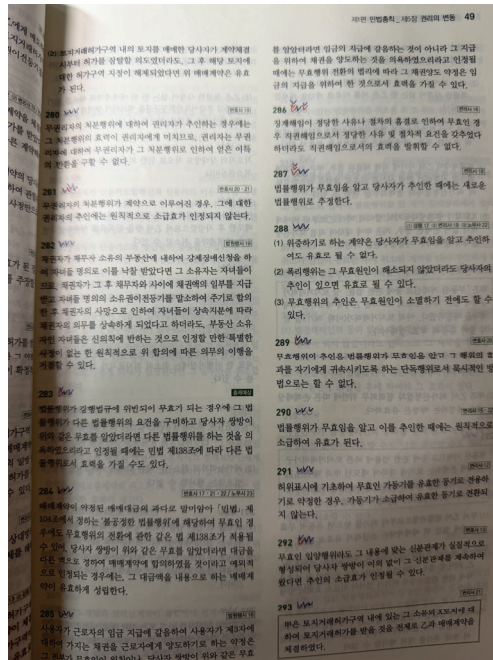 제1편 민법총칙_제5장 권리의 변동 49
(2) 토지거래허가구역 내의 토지를 매매한 당사자가 계약체결
시부터 허가를 잠탈할 의도였더라도, 그 후 해당 토지에
대한 허가구역 지정이 해제되었다면 위 매매계약은 유효
가 된다.
280
무권리자의 처분행위에 대하여 권리자가 추인하는 경우에는
그 처분행위의 효력이 권리자에게 미치므로, 권리자는 무권
리자에 대하여 무권리자가 그 처분행위로 인하여 얻은 이득
의 반환을 구할 수 없다.
281
변호사 20·21
무권리자의 처분행위가 계약으로 이루어진 경우, 그에 대한
권리자의 추인에는 원칙적으로 소급효가 인정되지 않는다.
282
채권자가 채무자 소유의 부동산에 대하여 강제경매신청을 하
여 자녀들 명의로 이를 낙찰받았다면 그 소유자는 자녀들이
므로, 채권자가 그 후 채무자와 사이에 채권액의 일부를 지급
받고 자녀들 명의의 소유권이전등기를 말소하여 주기로 합의
한 후 채권자의 사망으로 인하여 자녀들이 상속지분에 따라
채권자의 의무를 상속하게 되었다고 하더라도, 부동산 소유
자인 자녀들은 신의칙에 반하는 것으로 인정할 만한 특별한
사정이 없는 한 원칙적으로 위 합의에 따른 의무의 이행을
거절할 수 있다.
283
출제예상
법률행위가 강행법규에 위반되어 무효가 되는 경우에 그 법
률행위가 다른 법률행위의 요건을 구비하고 당사자 쌍방이
위와 같은 무효를 알았더라면 다른 법률행위를 하는 것을 의
욕하였으리라고 인정될 때에는 민법 제138조에 따라 다른 법
률행위로서 효력을 가질 수도 있다.
284
변호사 17·21·22 / 노무사 23
매매계약이 약정된 매매대금의 과다로 말미암아 「민법」 제
104조에서 정하는 '불공정한 법률행위'에 해당하여 무효인 경
우에도 무효행위의 전환에 관한 같은 법 제138조가 적용될
수 있어, 당사자 쌍방이 위와 같은 무효를 알았더라면 대금을
다른 액으로 정하여 매매계약에 합의하였을 것이라고 예외적
으로 인정되는 경우에는, 그 대금액을 내용으로 하는 매매계
약이 유효하게 성립한다.
285
사용자가 근로자의 임금 지급에 갈음하여 사용자가 제3자에
대하여 가지는 채권을 근로자에게 양도하기로 하는 약정은
를 알았더라면 임금의 지급에 갈음하는 것이 아니라 그 지급
을 위하여 채권을 양도하는 것을 의욕하였으리라고 인정될
때에는 무효행위 전환의 법리에 따라 그 채권양도 약정은 임
금의 지급을 위하여 한 것으로서 효력을 가질 수 있다.
286
징계해임이 정당한 사유나 절차의 흠결로 인하여 무효인 경
우 직권해임으로서 정당한 사유 및 절차적 요건을 갖추었다
하더라도 직권해임으로서의 효력을 발휘할 수 없다.
287
법률행위가 무효임을 알고 당사자가 추인한 때에는 새로운
법률행위로 추정한다.
288
(1) 위증하기로 하는 계약은 당사자가 무효임을 알고 추인하
여도 유효로 될 수 없다.
(2) 폭리행위는 그 무효원인이 해소되지 않았더라도 당사자의
추인이 있으면 유효로 될 수 있다.
(3) 무효행위의 추인은 무효원인이 소멸하기 전에도 할 수
있다.
289
무효행위의 추인은 법률행위가 무효임을 알고 그 행위의 효
과를 자기에게 귀속시키도록 하는 단독행위로서 묵시적인 방
법으로는 할 수 없다.
290
법률행위가 무효임을 알고 이를 추인한 때에는 원칙적으로
소급하여 유효가 된다.
291
허위표시에 기초하여 무효인 가등기를 유효한 등기로 전용하
기로 약정한 경우, 가등기가 소급하여 유효한 등기로 전환되
지 않는다.
292
무효인 입양행위라도 그 내용에 맞는 신분관계가 실질적으로
형성되어 당사자 쌍방이 이의 없이 그 신분관계를 계속하여
왔다면 추인의 소급효가 인정될 수 있다.
293
甲은 토지거래허가구역 내에 있는 그 소유의 X토지에 대
하여 토지거래허가를 받을 것을 전제로 乙과 매매계약을
체결하였다.